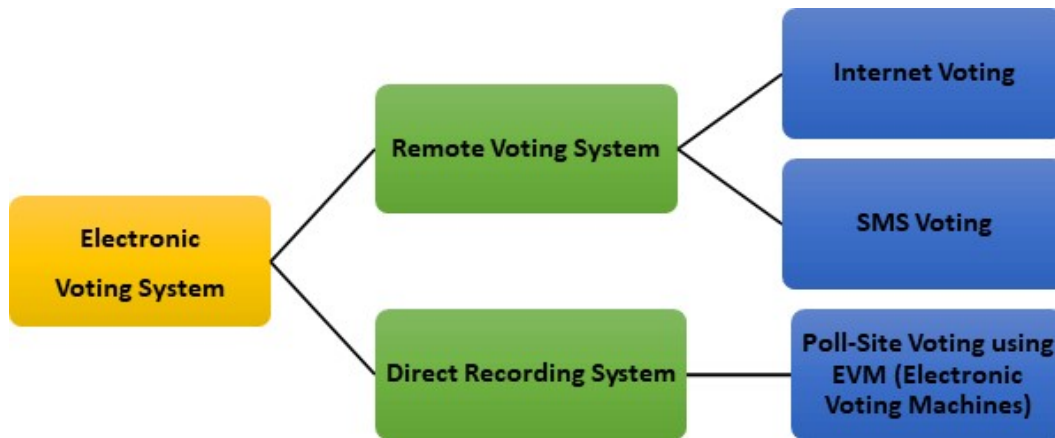 Electronic
Voting System
Remote Voting System
Direct Recording System
Internet Voting
SMS Voting
Poll-Site Voting using
EVM (Electronic
Voting Machines)